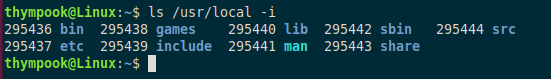 thympook@Linux:~$ ls /usr/local -i
295436 bin  295438 games    295440 lib  295442 sbin   295444 src
295437 etc  295439 include  295441 man  295443 share
thympook@Linux:~$